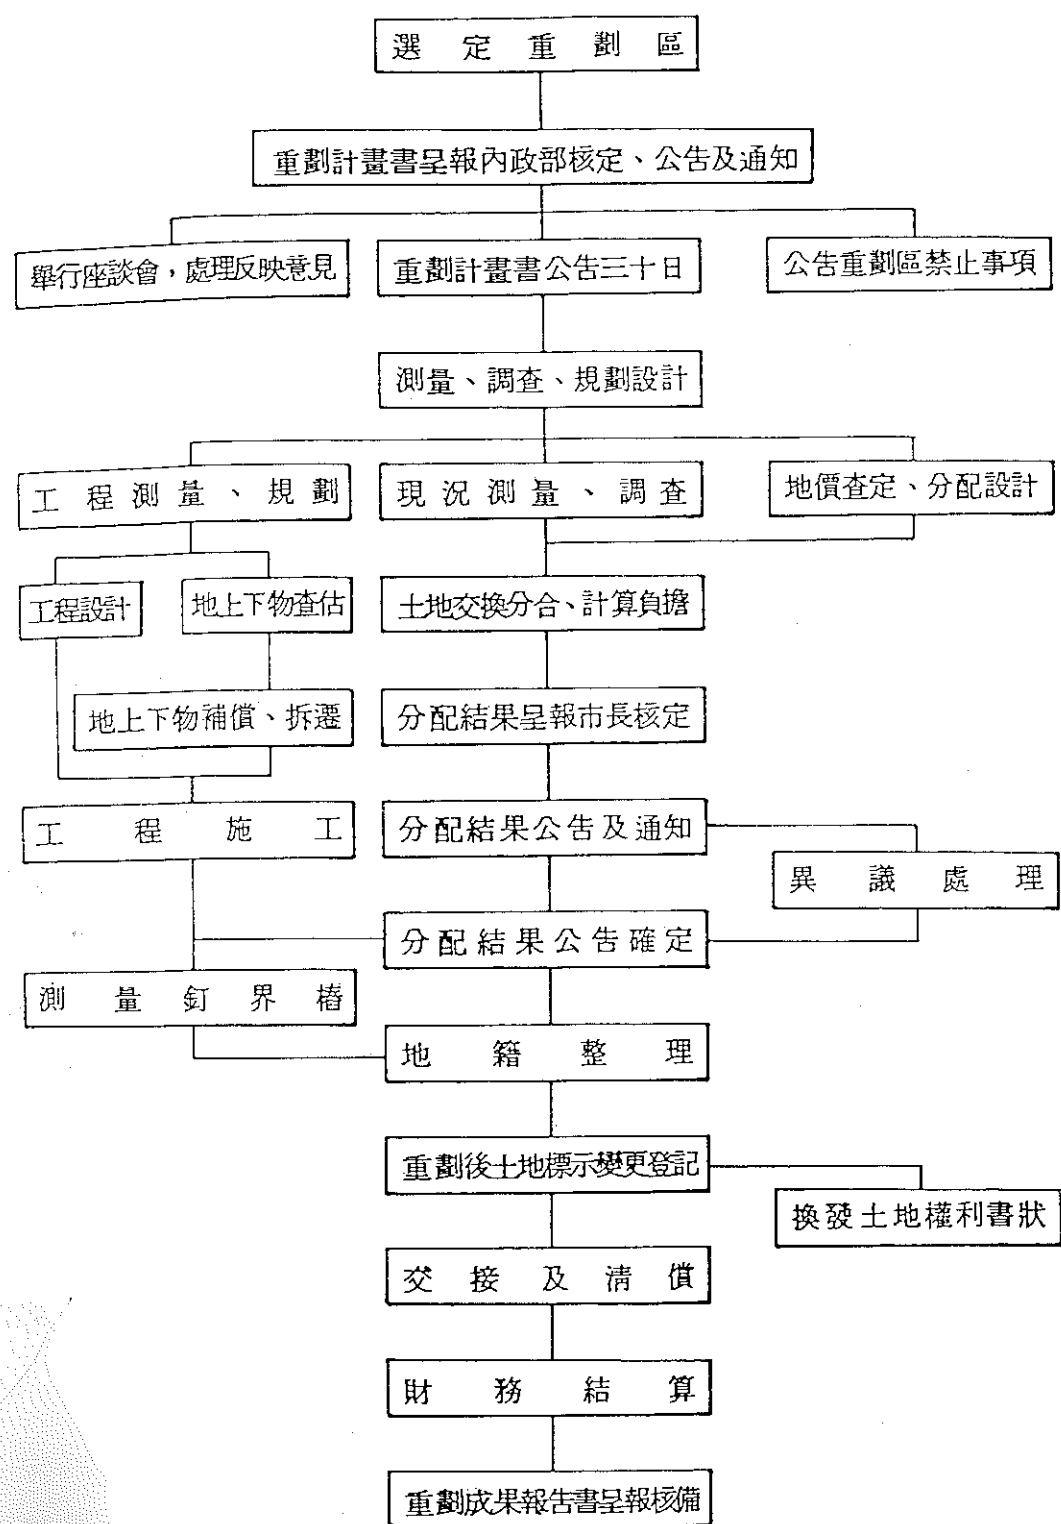 選定重劃區
重劃計畫書呈報內政部核定、公告及通知
舉行座談會,處理反映意見
重劃計畫書公告三十日
公告重劃區禁止事項
測量、調查、規劃設計
工程測量、規劃
現況測量、調查
地價查定、分配設計
工程設計
地上下物查估
土地交換分合、計算負擔
地上下物補償、拆遷
分配結果呈報市長核定
工程施工
分配結果公告及通知
異議處理
分配結果公告確定
測量釘界樁
地籍整理
重劃後土地標示變更登記
換發土地權利書狀
交接及清償
財務結算
重劃成果報告書呈報核備